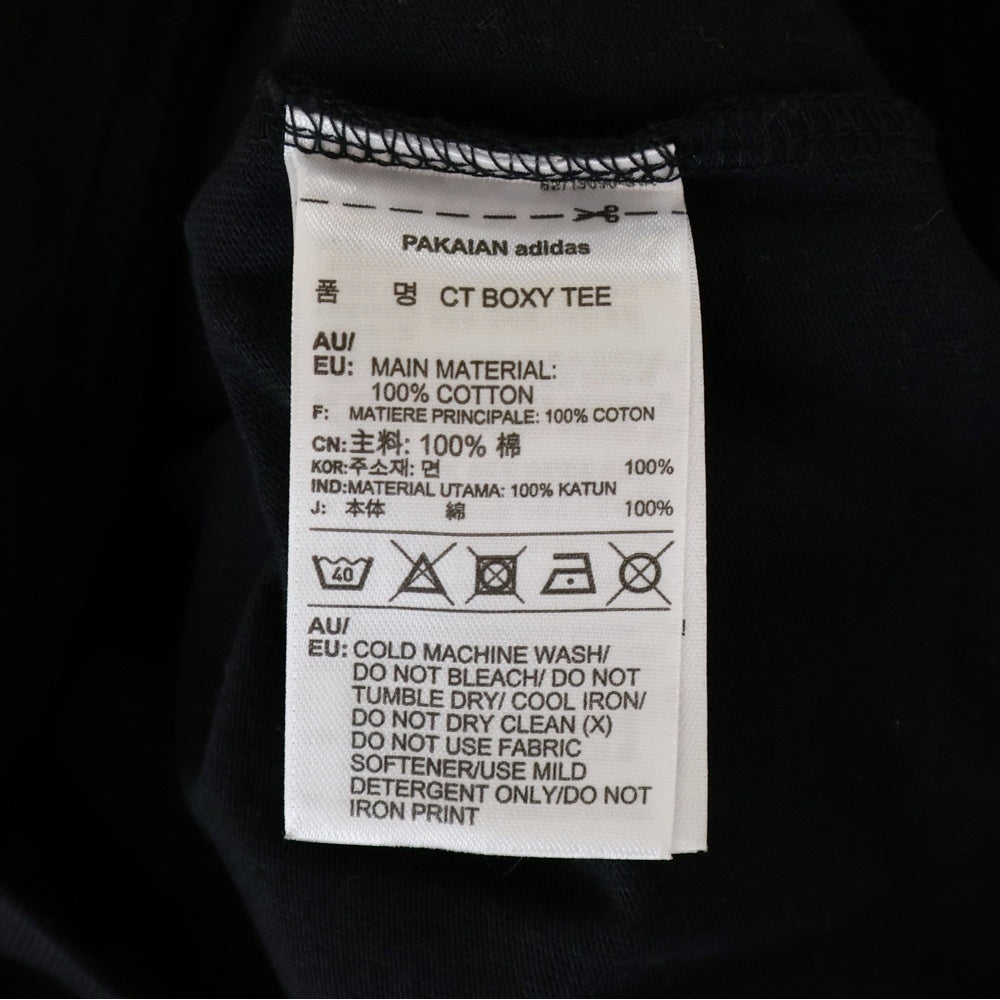 PAKAIAN adidas
품 명 CT BOXY TEE
AU/
EU: MAIN MATERIAL:
100% COTTON
F: MATIERE PRINCIPALE: 100% COTON
CN:主料: 100% 棉
KOR:주소재: 면 100%
IND:MATERIAL UTAMA: 100% KATUN
J: 本体 綿 100%
40
AU/
EU: COLD MACHINE WASH/
DO NOT BLEACH/ DO NOT
TUMBLE DRY/ COOL IRON/
DO NOT DRY CLEAN (X)
DO NOT USE FABRIC
SOFTENER/USE MILD
DETERGENT ONLY/DO NOT
IRON PRINT